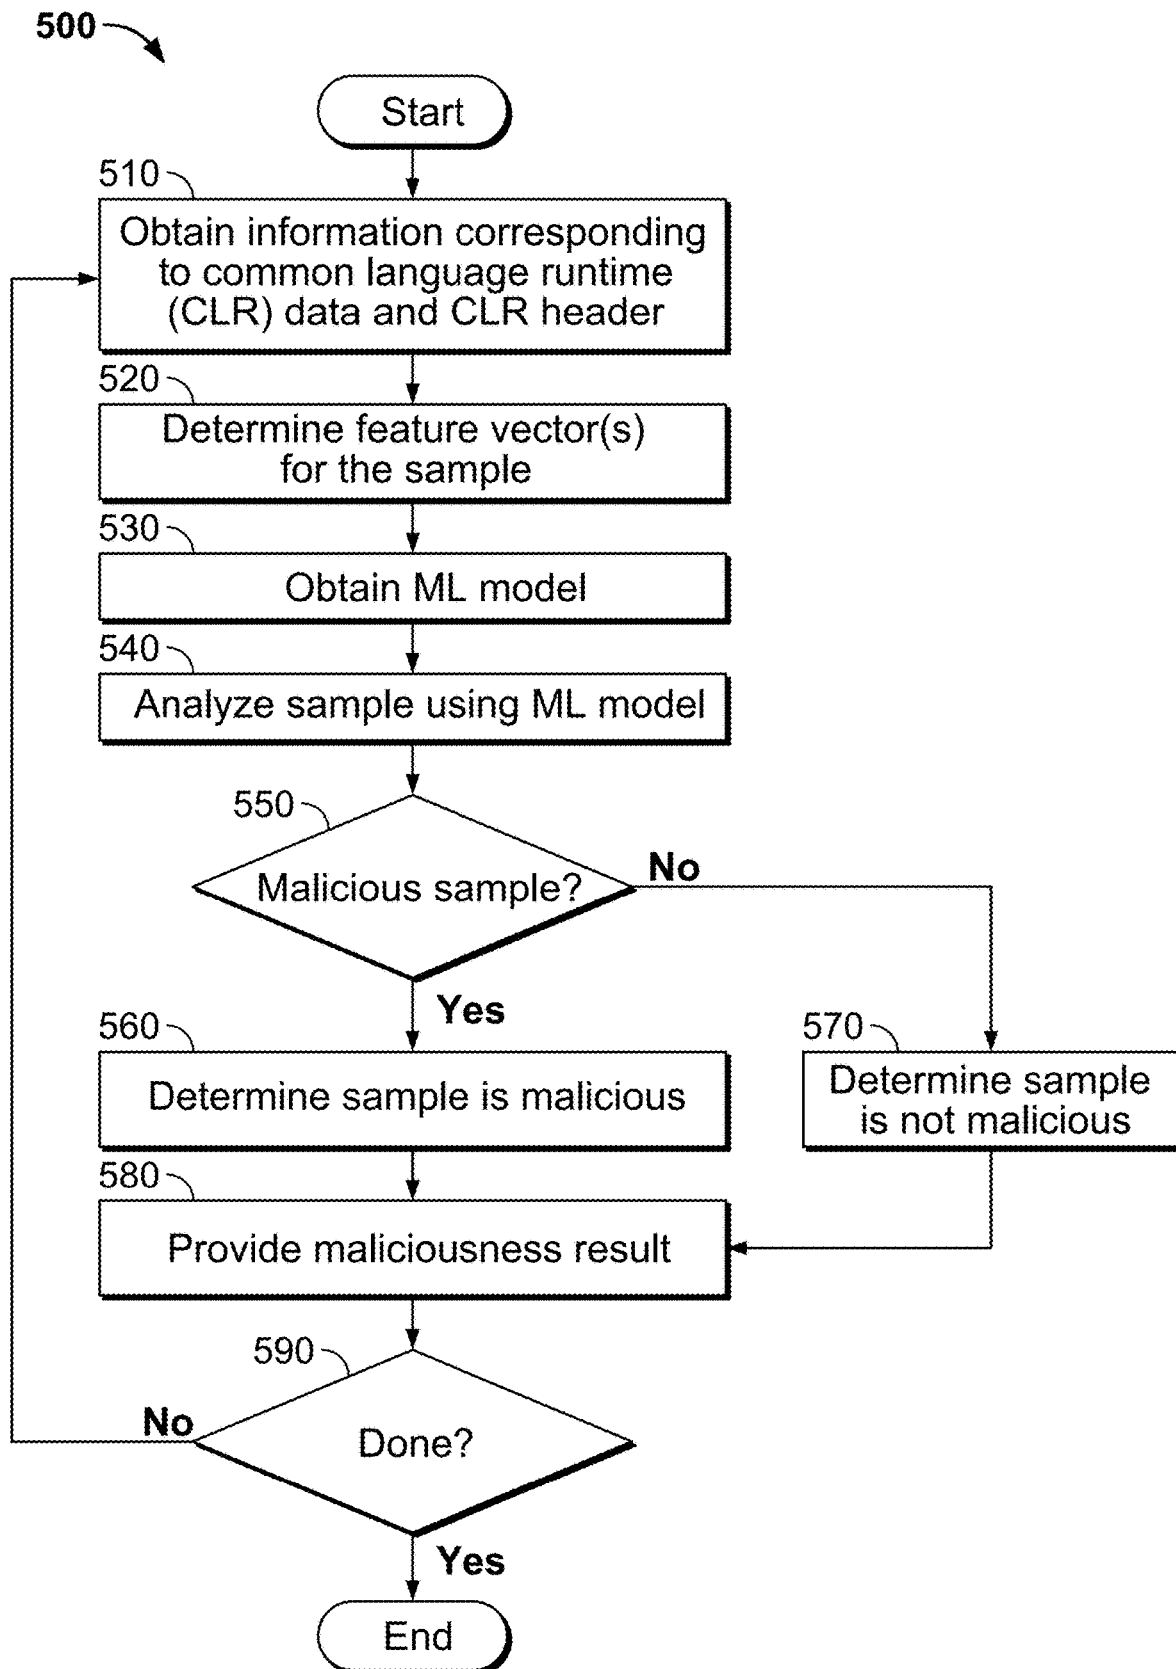 500
Start
510
Obtain information corresponding
to common language runtime
(CLR) data and CLR header
520
Determine feature vector(s)
for the sample
530
Obtain ML model
540
Analyze sample using ML model
550
Malicious sample?
No
Yes
560
Determine sample is malicious
570
Determine sample
is not malicious
580
Provide maliciousness result
590
Done?
No
Yes
End